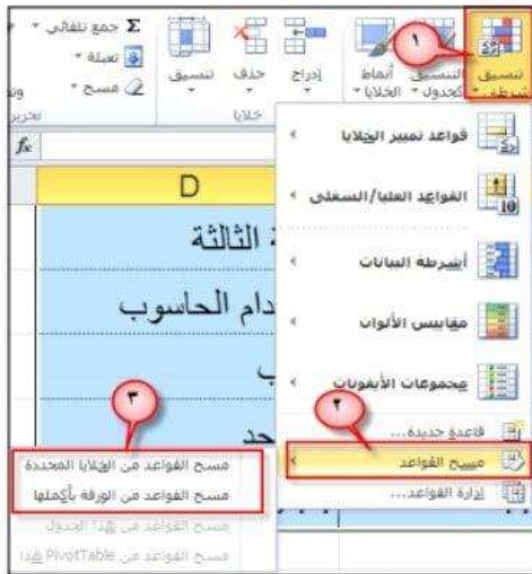 Σ جمع تلقائي
تعبئة
مسح
تنسيق
حذف
إدراج
أنماط الخلايا
التنسيق كجدول
تنسيق شرطي
١
خلايا
fx
D
قواعد تمييز الخلايا
القواعد العليا/السفلى
أشرطة البيانات
مقاييس الألوان
مجموعات الأيقونات
٢
قاعدة جديدة...
مسح القواعد
إدارة القواعد...
الثالثة
دام الحاسوب
ب
حد
٣
مسح القواعد من الخلايا المحددة
مسح القواعد من الورقة بأكملها
مسح القواعد من هذا الجدول
مسح القواعد من PivotTable هذا